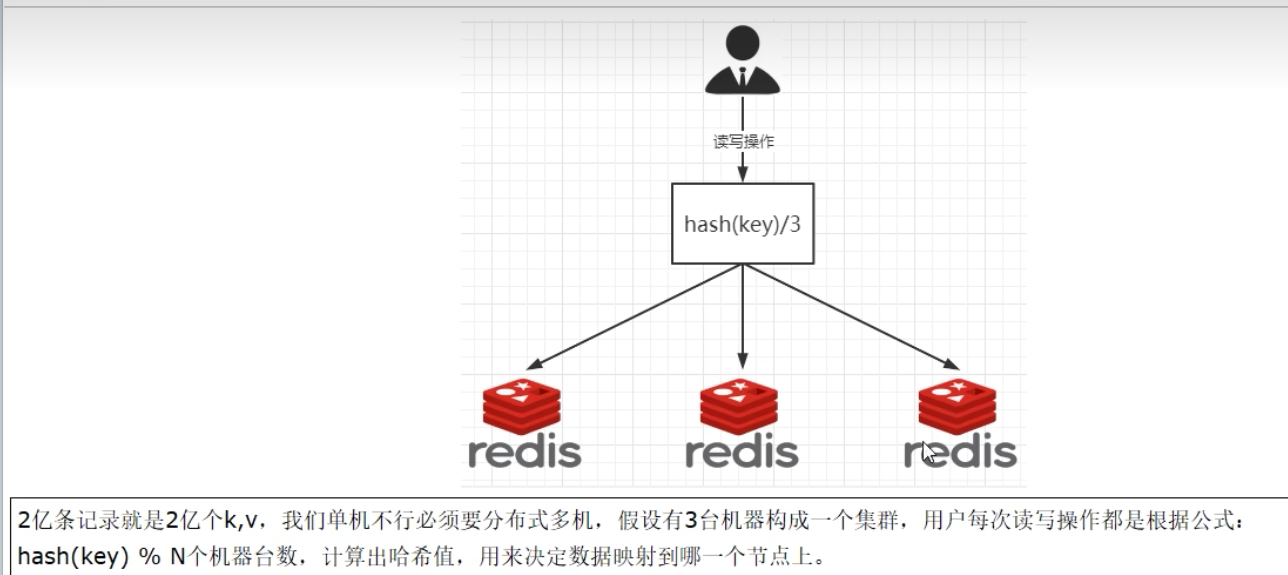 读写操作
hash(key)/3
redis redis redis
2亿条记录就是2亿个k,v，我们单机不行必须要分布式多机，假设有3台机器构成一个集群，用户每次读写操作都是根据公式：
hash(key) % N个机器台数，计算出哈希值，用来决定数据映射到哪一个节点上。